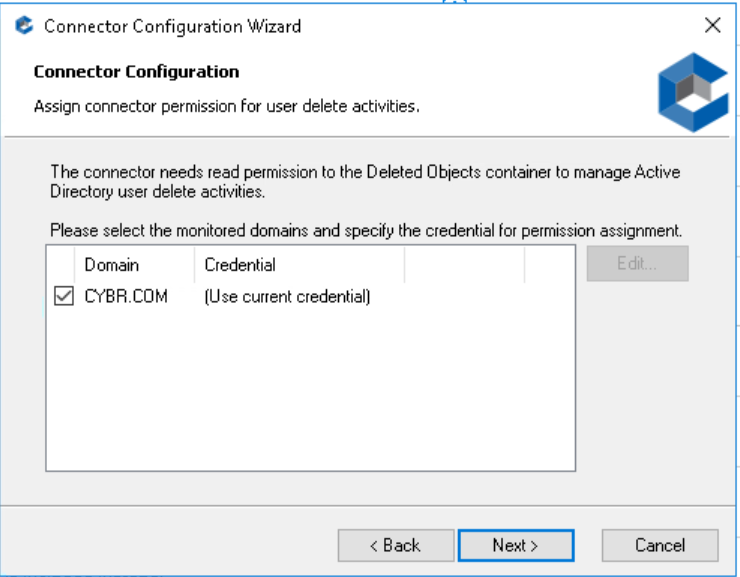 Connector Configuration Wizard
Connector Configuration
Assign connector permission for user delete activities.
The connector needs read permission to the Deleted Objects container to manage Active
Directory user delete activities.
Please select the monitored domains and specify the credential for permission assignment.
Domain Credential
Edit...
CYBR.COM (Use current credential)
< Back Next > Cancel